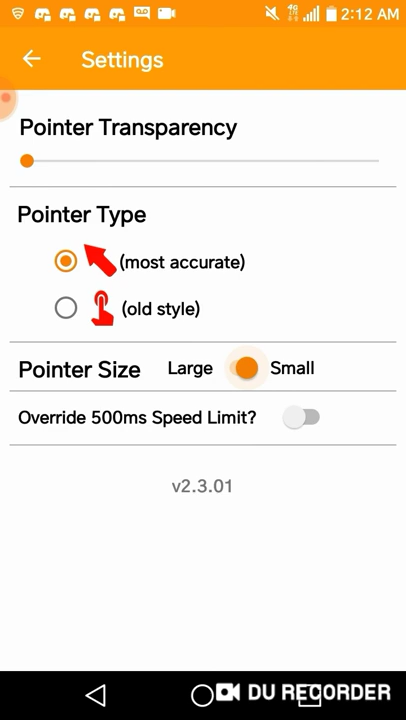 4G
2:12 AM
Settings
Pointer Transparency
Pointer Type
(most accurate)
(old style)
Pointer Size Large Small
Override 500ms Speed Limit?
v2.3.01
DU RECORDER